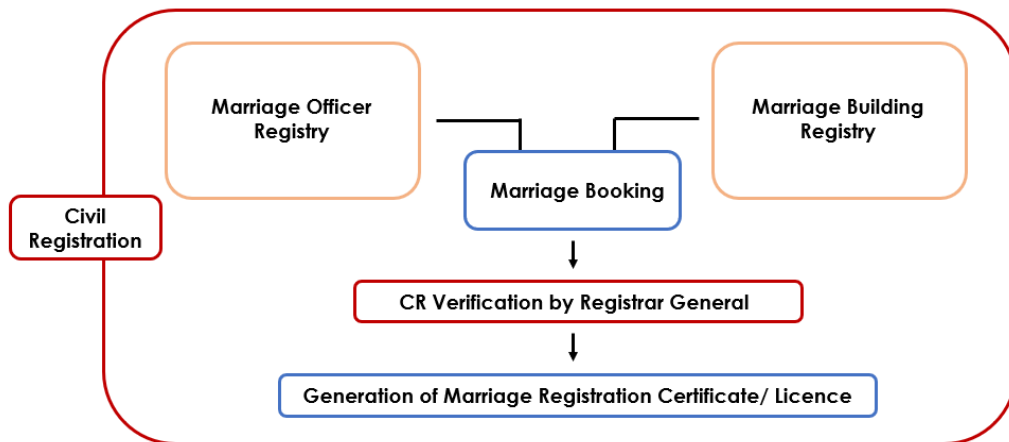 Marriage Officer
Registry
Marriage Building
Registry
Marriage Booking
Civil
Registration
CR Verification by Registrar General
Generation of Marriage Registration Certificate/ Licence